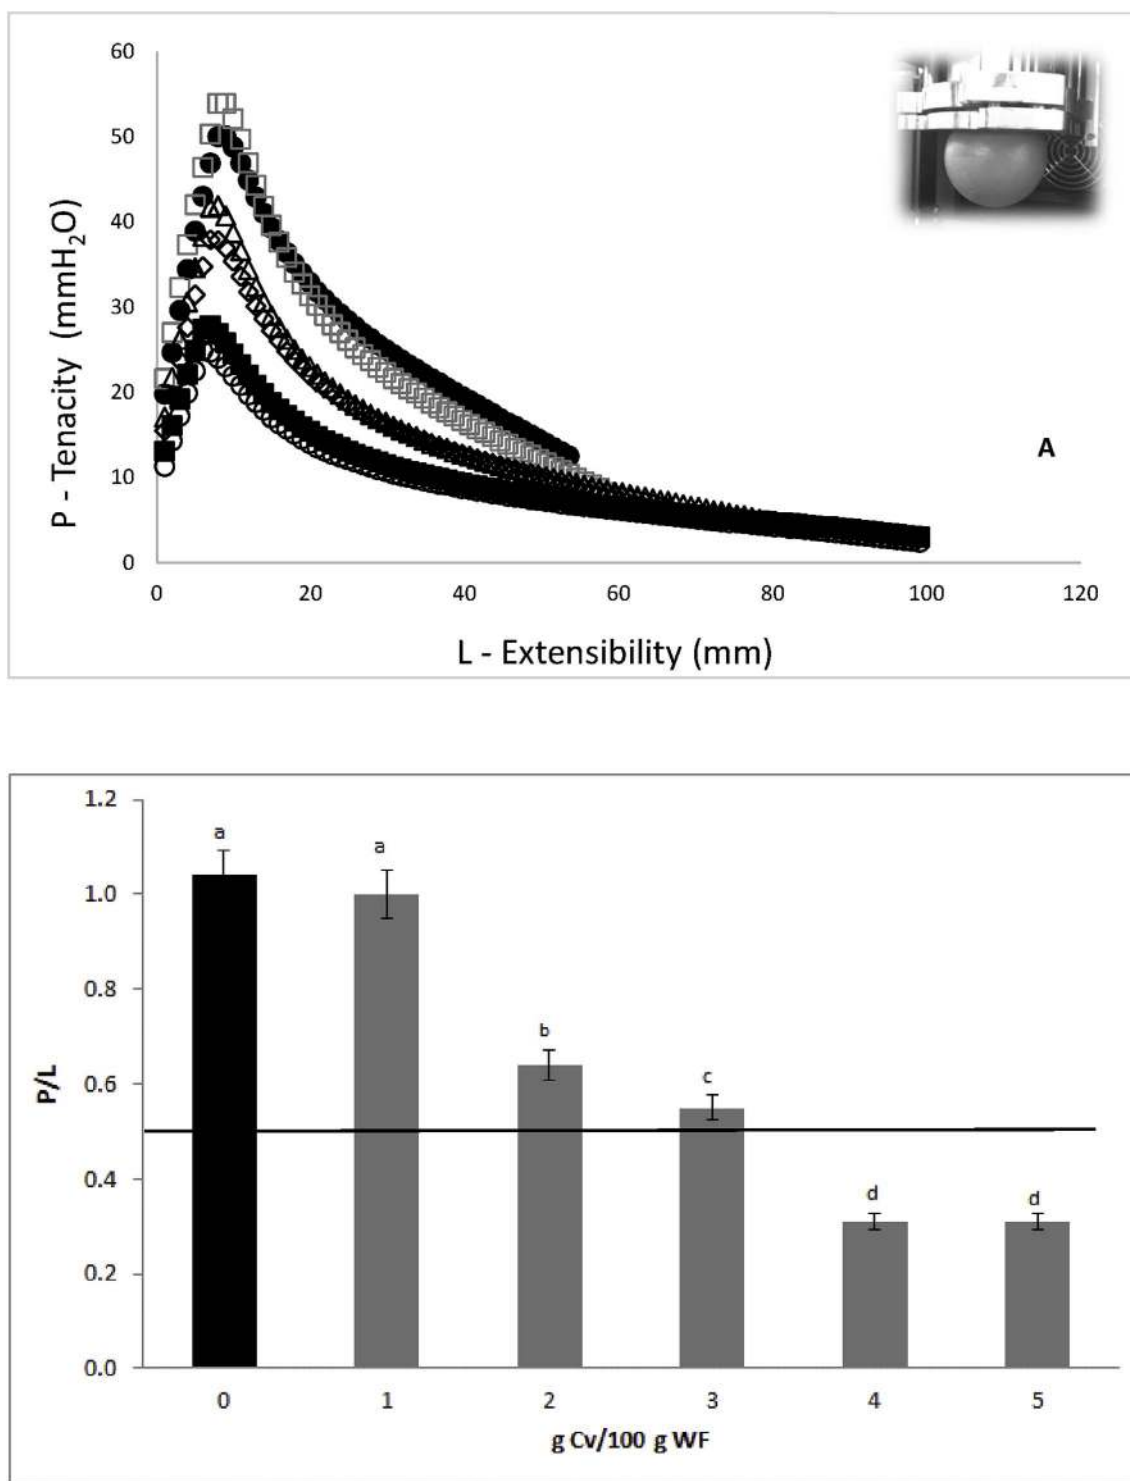 60
50
40
30
20
10
0
P - Tenacity (mmH₂O)
A
0 20 40 60 80 100 120
L - Extensibility (mm)
1.2
1.0
0.8
0.6
0.4
0.2
0.0
P/L
a
a
b
c
d
d
0 1 2 3 4 5
g Cv/100 g WF